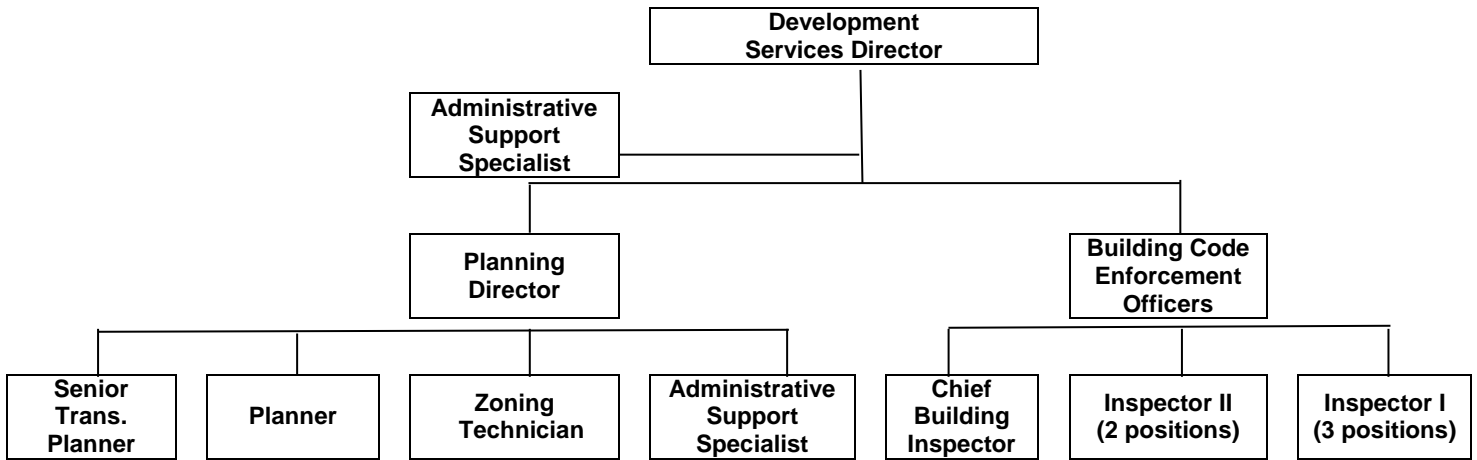 Development
Services Director
Administrative
Support
Specialist
Planning
Director
Building Code
Enforcement
Officers
Senior
Trans.
Planner
Planner
Zoning
Technician
Administrative
Support
Specialist
Chief
Building
Inspector
Inspector II
(2 positions)
Inspector I
(3 positions)